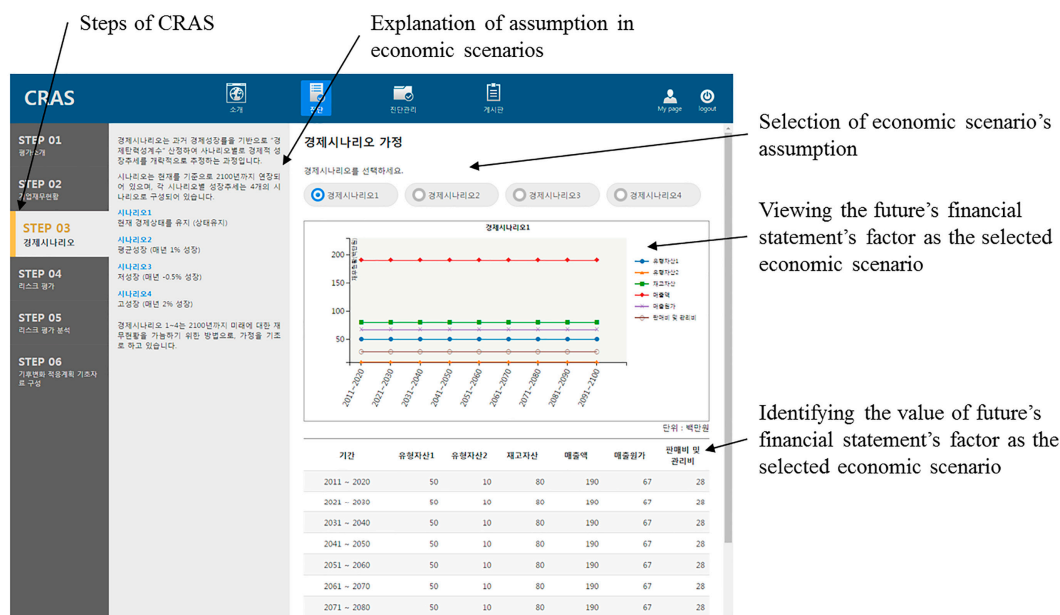 Steps of CRAS
Explanation of assumption in
economic scenarios
CRAS
소개
진단
진단관리
게시판
My page
logout
STEP 01
평가소개
STEP 02
기업재무현황
STEP 03
경제시나리오
STEP 04
리스크 평가
STEP 05
리스크 평가 분석
STEP 06
기후변화 적응계획 기초자
료 구성
경제시나리오는 과거 경제성장률을 기반으로 "경
제탄력성계수" 산정하여 시나리오별로 경제적 성
장추세를 개략적으로 추정하는 과정입니다.
시나리오는 현재를 기준으로 2100년까지 연장되
어 있으며, 각 시나리오별 성장추세는 4개의 시
나리오로 구성되어 있습니다.
시나리오1
현재 경제상태를 유지 (상태유지)
시나리오2
평균성장 (매년 1% 성장)
시나리오3
저성장 (매년 -0.5% 성장)
시나리오4
고성장 (매년 2% 성장)
경제시나리오 1~4는 2100년까지 미래에 대한 재
무현황을 가늠하기 위한 방법으로, 가정을 기초
로 하고 있습니다.
경제시나리오 가정
경제시나리오를 선택하세요.
경제시나리오1
경제시나리오2
경제시나리오3
경제시나리오4
경제시나리오1
재무현황(백만원)
200
150
100
50
2011~2020
2021~2030
2031~2040
2041~2050
2051~2060
2061~2070
2071~2080
2081~2090
2091~2100
유형자산1
유형자산2
재고자산
매출액
매출원가
판매비 및 관리비
단위 : 백만원
기간 유형자산1 유형자산2 재고자산 매출액 매출원가 판매비 및
관리비
2011 ~ 2020 50 10 80 190 67 28
2021 ~ 2030 50 10 80 190 67 28
2031 ~ 2040 50 10 80 190 67 28
2041 ~ 2050 50 10 80 190 67 28
2051 ~ 2060 50 10 80 190 67 28
2061 ~ 2070 50 10 80 190 67 28
2071 ~ 2080 50 10 80 190 67 28
Selection of economic scenario's
assumption
Viewing the future's financial
statement's factor as the selected
economic scenario
Identifying the value of future's
financial statement's factor as the
selected economic scenario